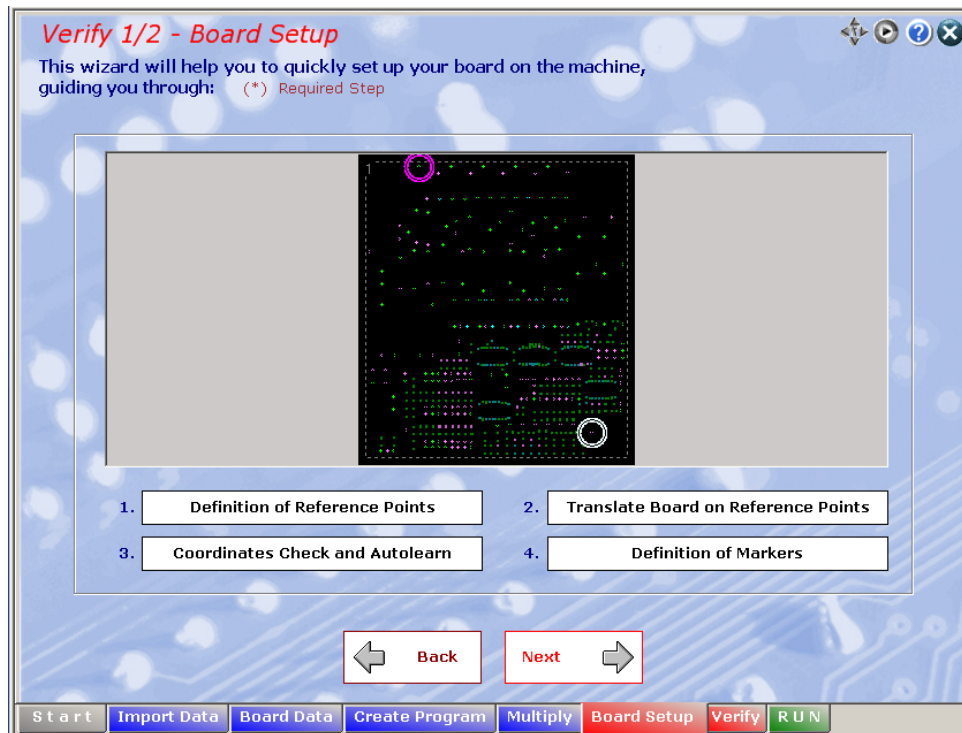 Verify 1/2 - Board Setup
This wizard will help you to quickly set up your board on the machine,
guiding you through: (*) Required Step
1
1. Definition of Reference Points
2. Translate Board on Reference Points
3. Coordinates Check and Autolearn
4. Definition of Markers
Back
Next
Start Import Data Board Data Create Program Multiply Board Setup Verify RUN